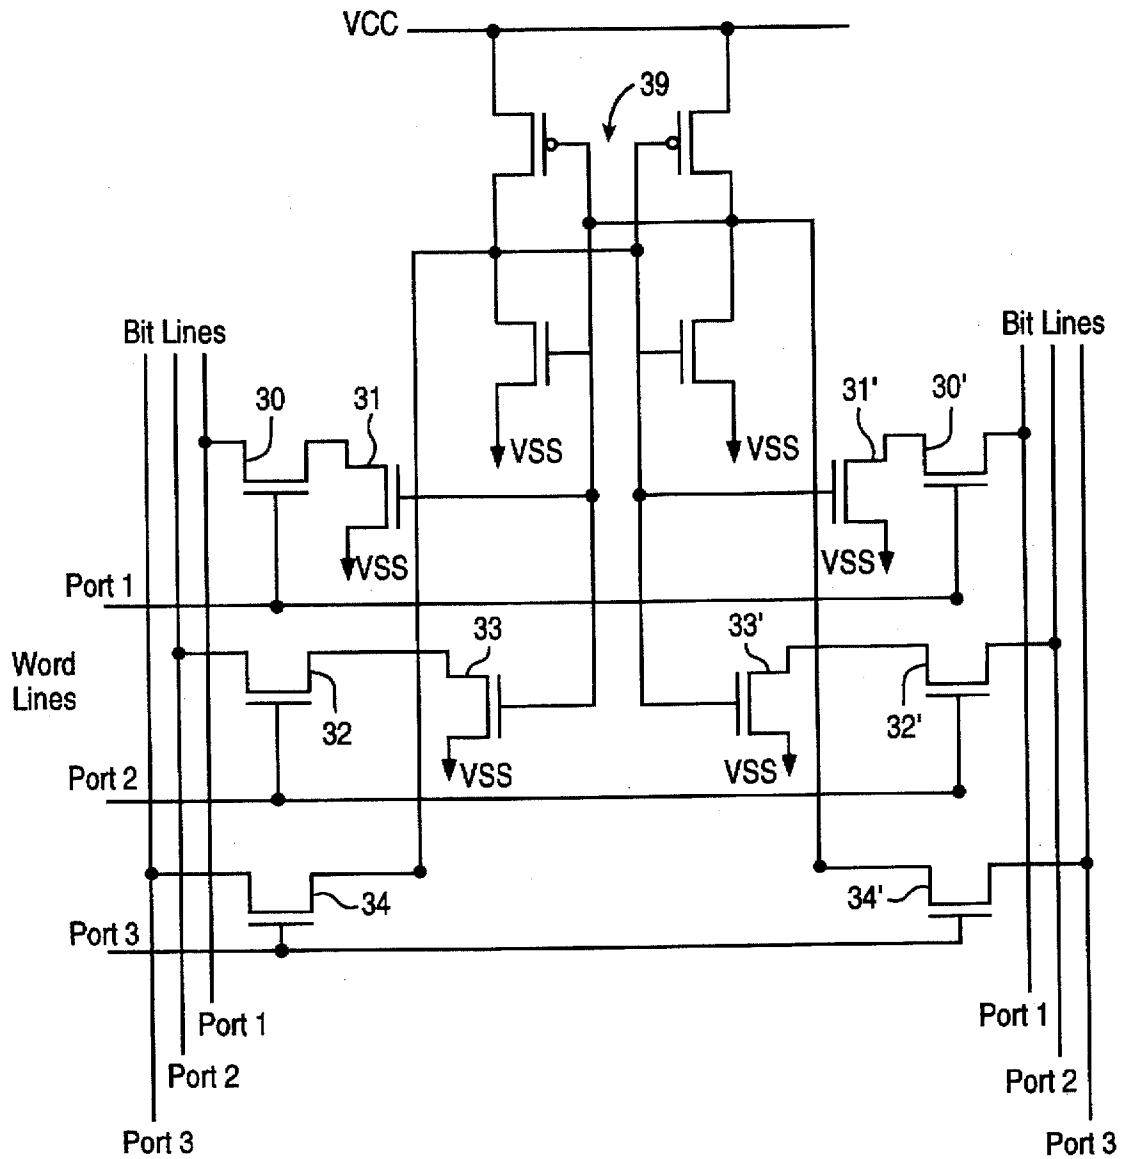 VCC
39
Bit Lines
Bit Lines
30
31
31'
30'
VSS
VSS
VSS
VSS
Port 1
33
33'
Word
Lines
32
32'
VSS
VSS
Port 2
34
34'
Port 3
Port 1
Port 1
Port 2
Port 2
Port 3
Port 3